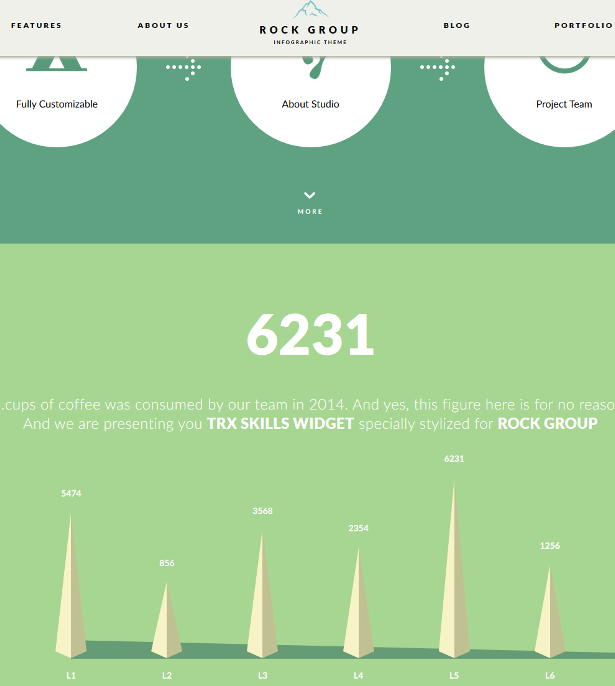 FEATURES
ABOUT US
ROCK GROUP
INFOGRAPHIC THEME
BLOG
PORTFOLIO
Fully Customizable
About Studio
Project Team
MORE
6231
..cups of coffee was consumed by our team in 2014. And yes, this figure here is for no reaso
And we are presenting you TRX SKILLS WIDGET specially stylized for ROCK GROUP
5474
856
3568
2354
6231
1256
L1
L2
L3
L4
L5
L6